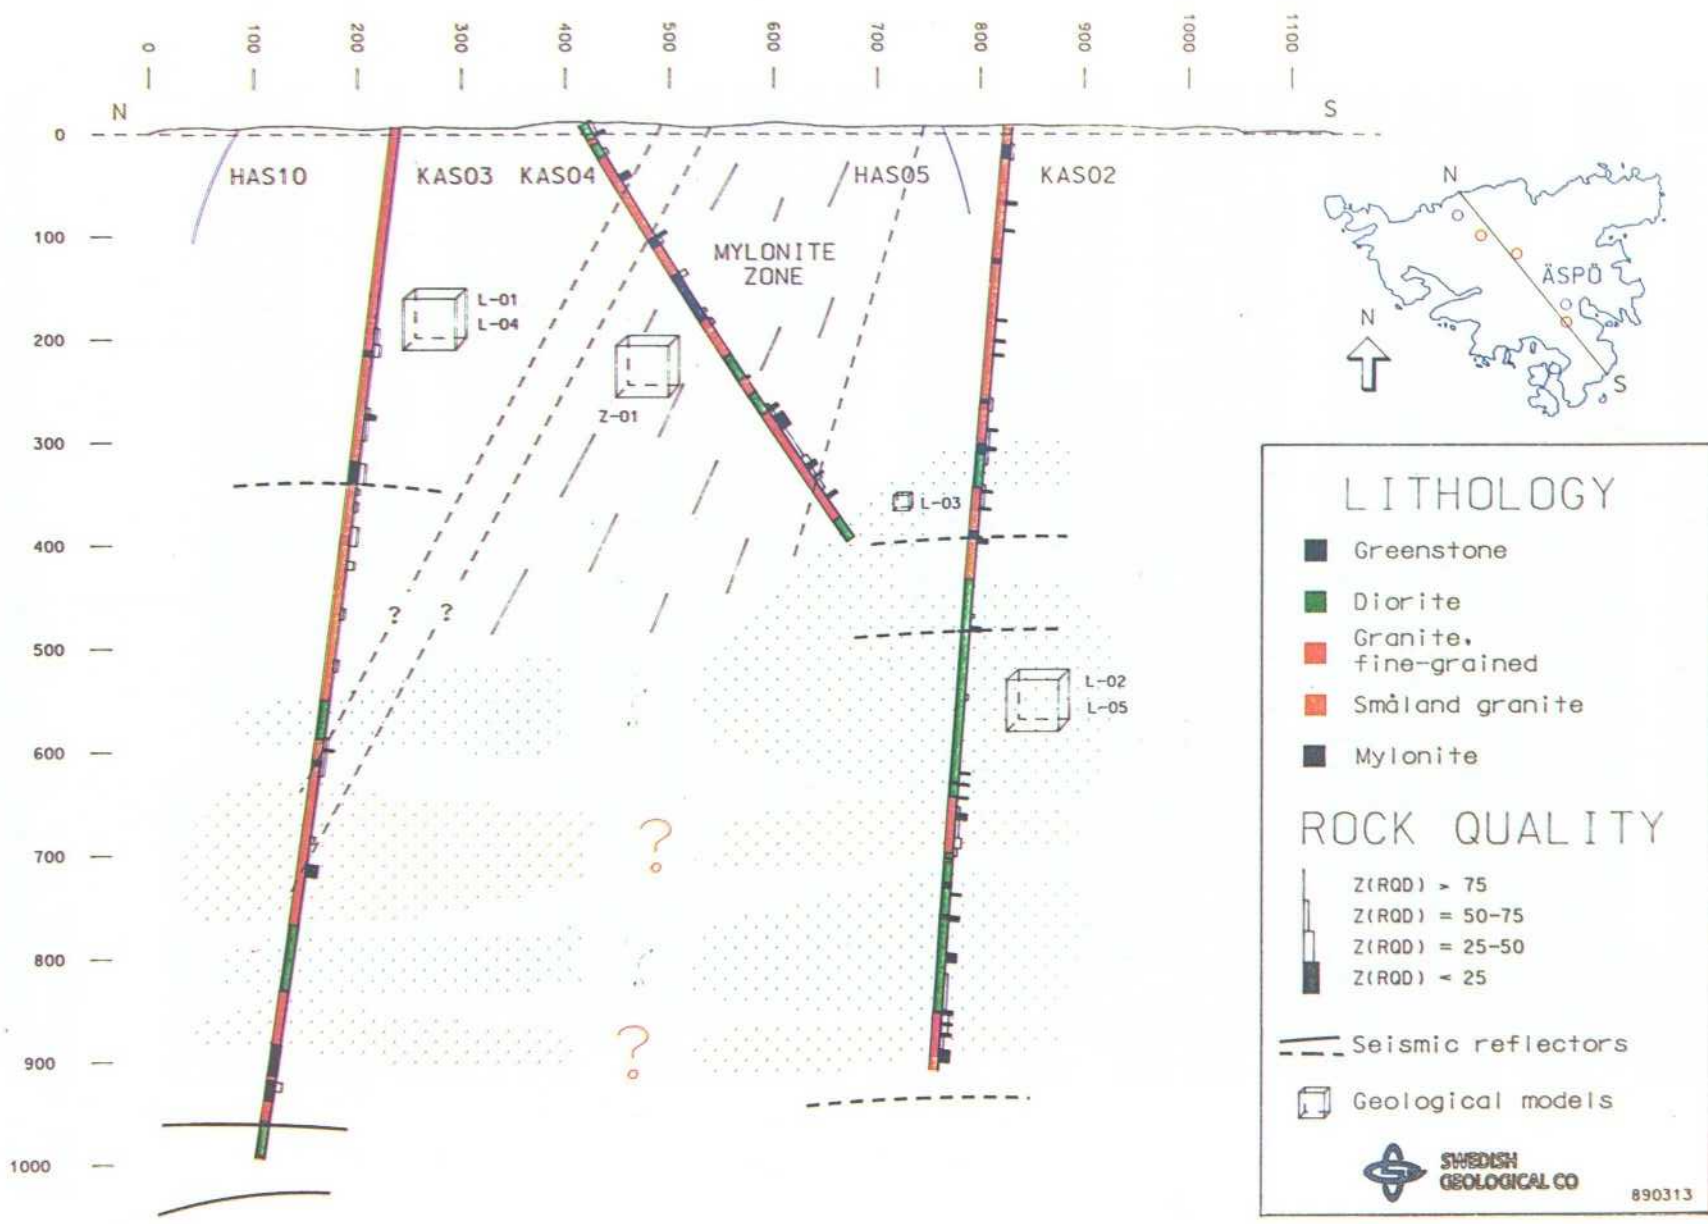 0 100 200 300 400 500 600 700 800 900 1000 1100
N S
0
HAS10 KAS03 KAS04 HAS05 KAS02
100
MYLONITE
ZONE
L-01
L-04
200
Z-01
300
L-03
400
? ?
500
L-02
L-05
600
?
700
800
?
900
1000
N
ÄSPÖ
N
S
LITHOLOGY
Greenstone
Diorite
Granite,
fine-grained
Småland granite
Mylonite
ROCK QUALITY
Z(RQD) > 75
Z(RQD) = 50-75
Z(RQD) = 25-50
Z(RQD) < 25
Seismic reflectors
Geological models
SWEDISH
GEOLOGICAL CO
890313